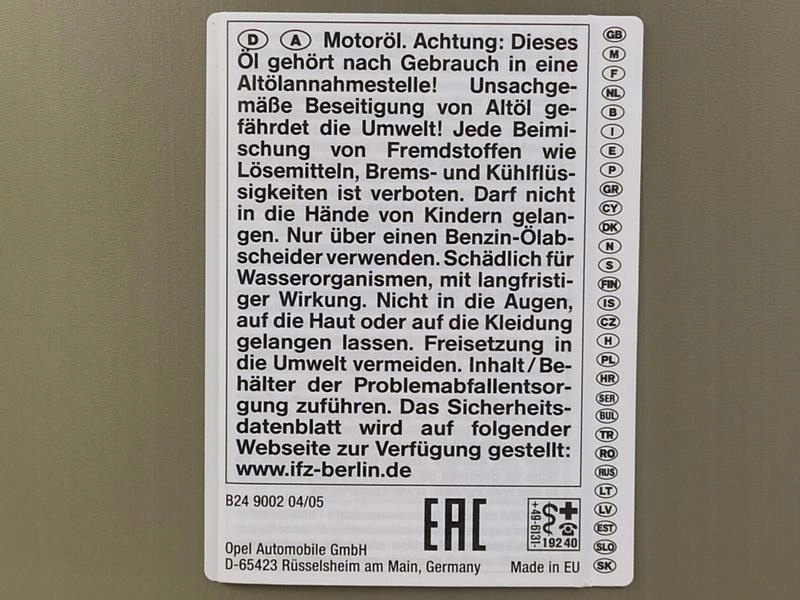 D A Motoröl. Achtung: Dieses
Öl gehört nach Gebrauch in eine
Altölannahmestelle! Unsachge-
mäße Beseitigung von Altöl ge-
fährdet die Umwelt! Jede Beimi-
schung von Fremdstoffen wie
Lösemitteln, Brems- und Kühlflüs-
sigkeiten ist verboten. Darf nicht
in die Hände von Kindern gelan-
gen. Nur über einen Benzin-Ölab-
scheider verwenden. Schädlich für
Wasserorganismen, mit langfristi-
ger Wirkung. Nicht in die Augen,
auf die Haut oder auf die Kleidung
gelangen lassen. Freisetzung in
die Umwelt vermeiden. Inhalt/Be-
hälter der Problemabfallentsor-
gung zuführen. Das Sicherheits-
datenblatt wird auf folgender
Webseite zur Verfügung gestellt:
www.ifz-berlin.de
B24 9002 04/05
EAC
+49-6131-
19240
Opel Automobile GmbH
D-65423 Rüsselsheim am Main, Germany
Made in EU
GB
M
F
NL
B
I
E
P
GR
CY
DK
N
S
FIN
IS
CZ
H
PL
HR
SER
BUL
TR
RO
RUS
LT
LV
EST
SLO
SK